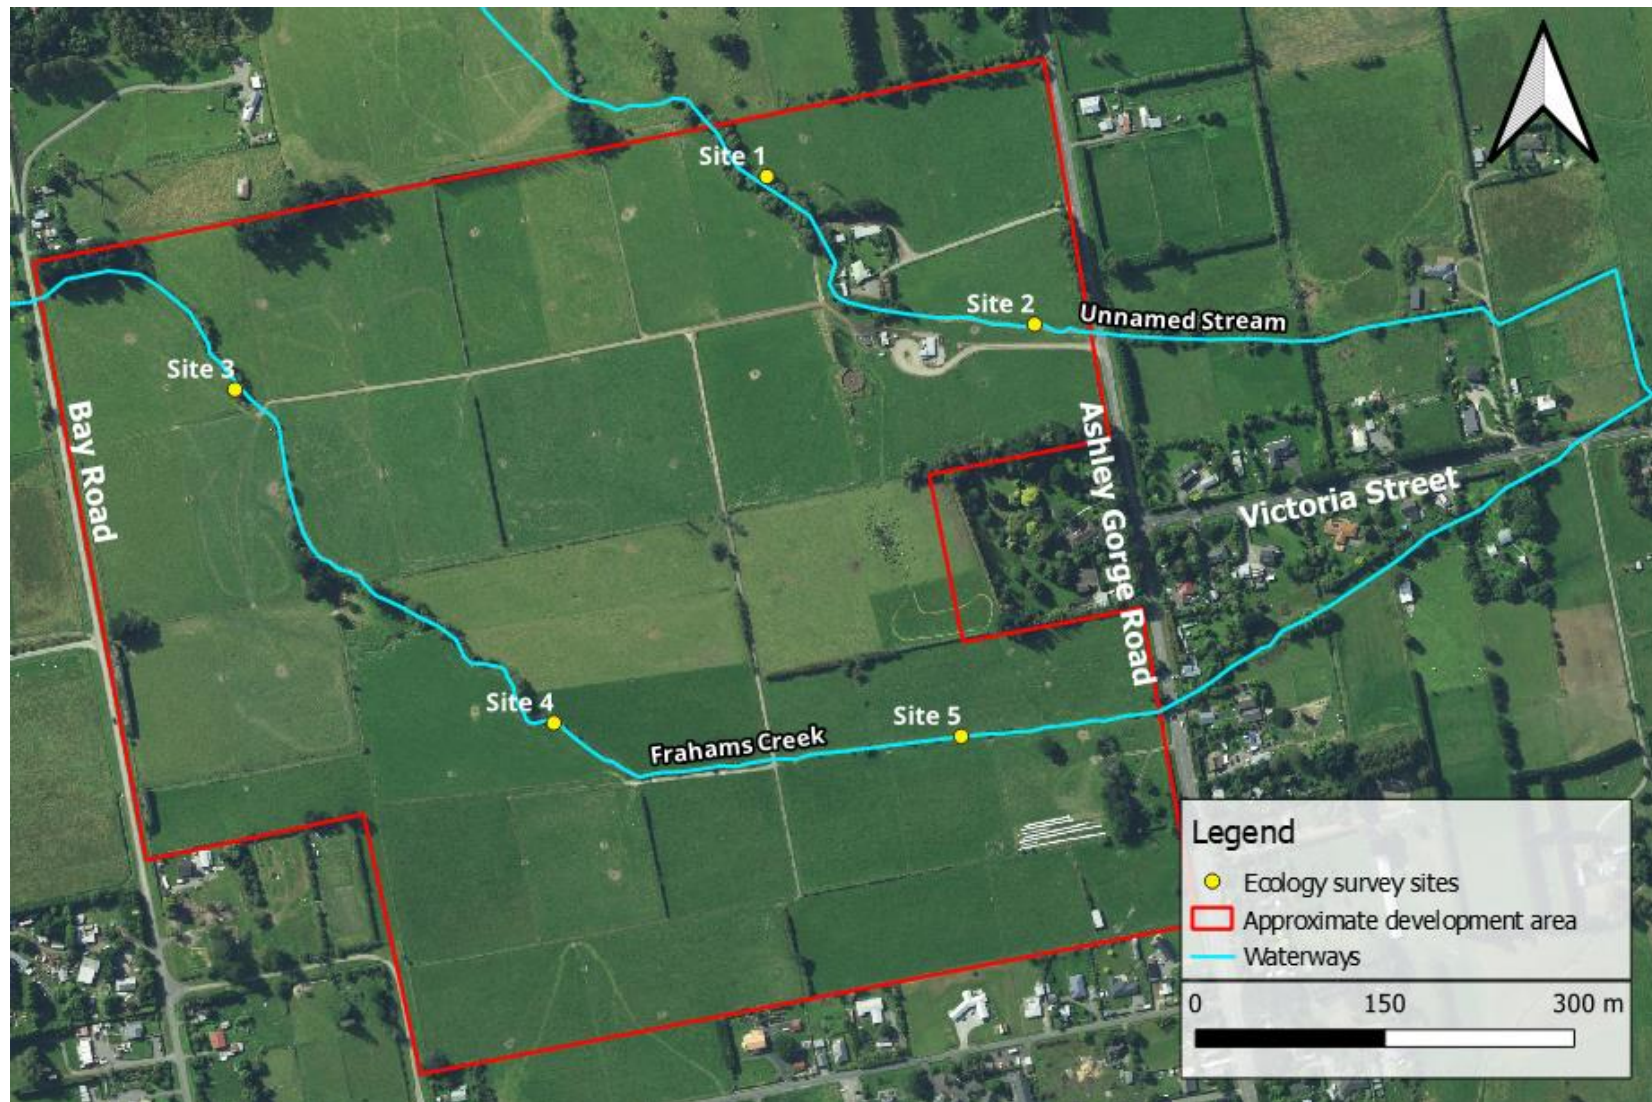 Site 1
Site 2
Unnamed Stream
Site 3
Bay Road
Ashley Gorge Road
Victoria Street
Site 4
Site 5
Frahams Creek
Legend
Ecology survey sites
Approximate development area
Waterways
0 150 300 m